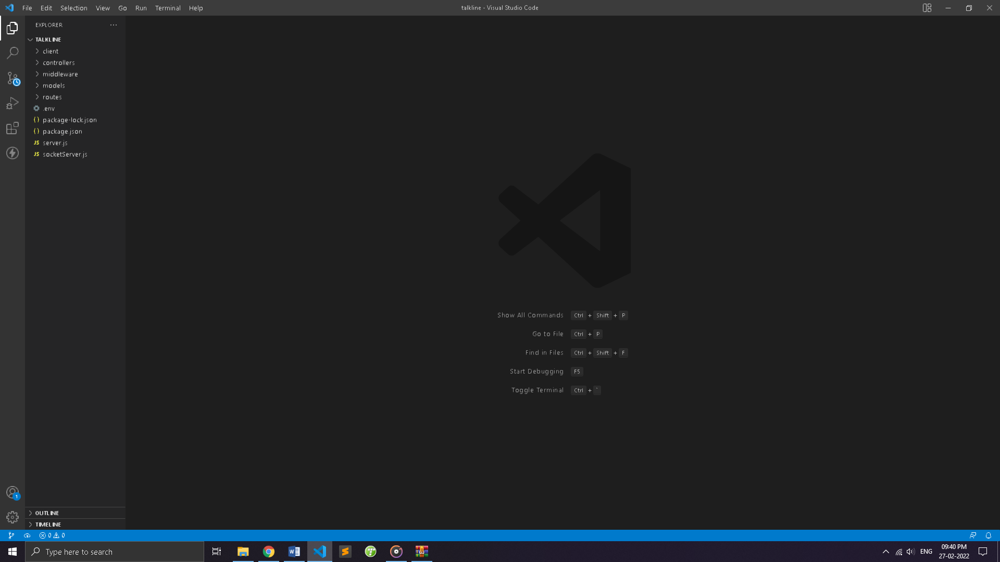 File Edit Selection View Go Run Terminal Help
talkline - Visual Studio Code
EXPLORER
TALKLINE
client
controllers
middleware
models
routes
.env
{} package-lock.json
{} package.json
JS server.js
JS socketServer.js
Show All Commands Ctrl + Shift + P
Go to File Ctrl + P
Find in Files Ctrl + Shift + F
Start Debugging F5
Toggle Terminal Ctrl + `
1
OUTLINE
TIMELINE
0 0
Type here to search
W
ENG
09:40 PM
27-02-2022